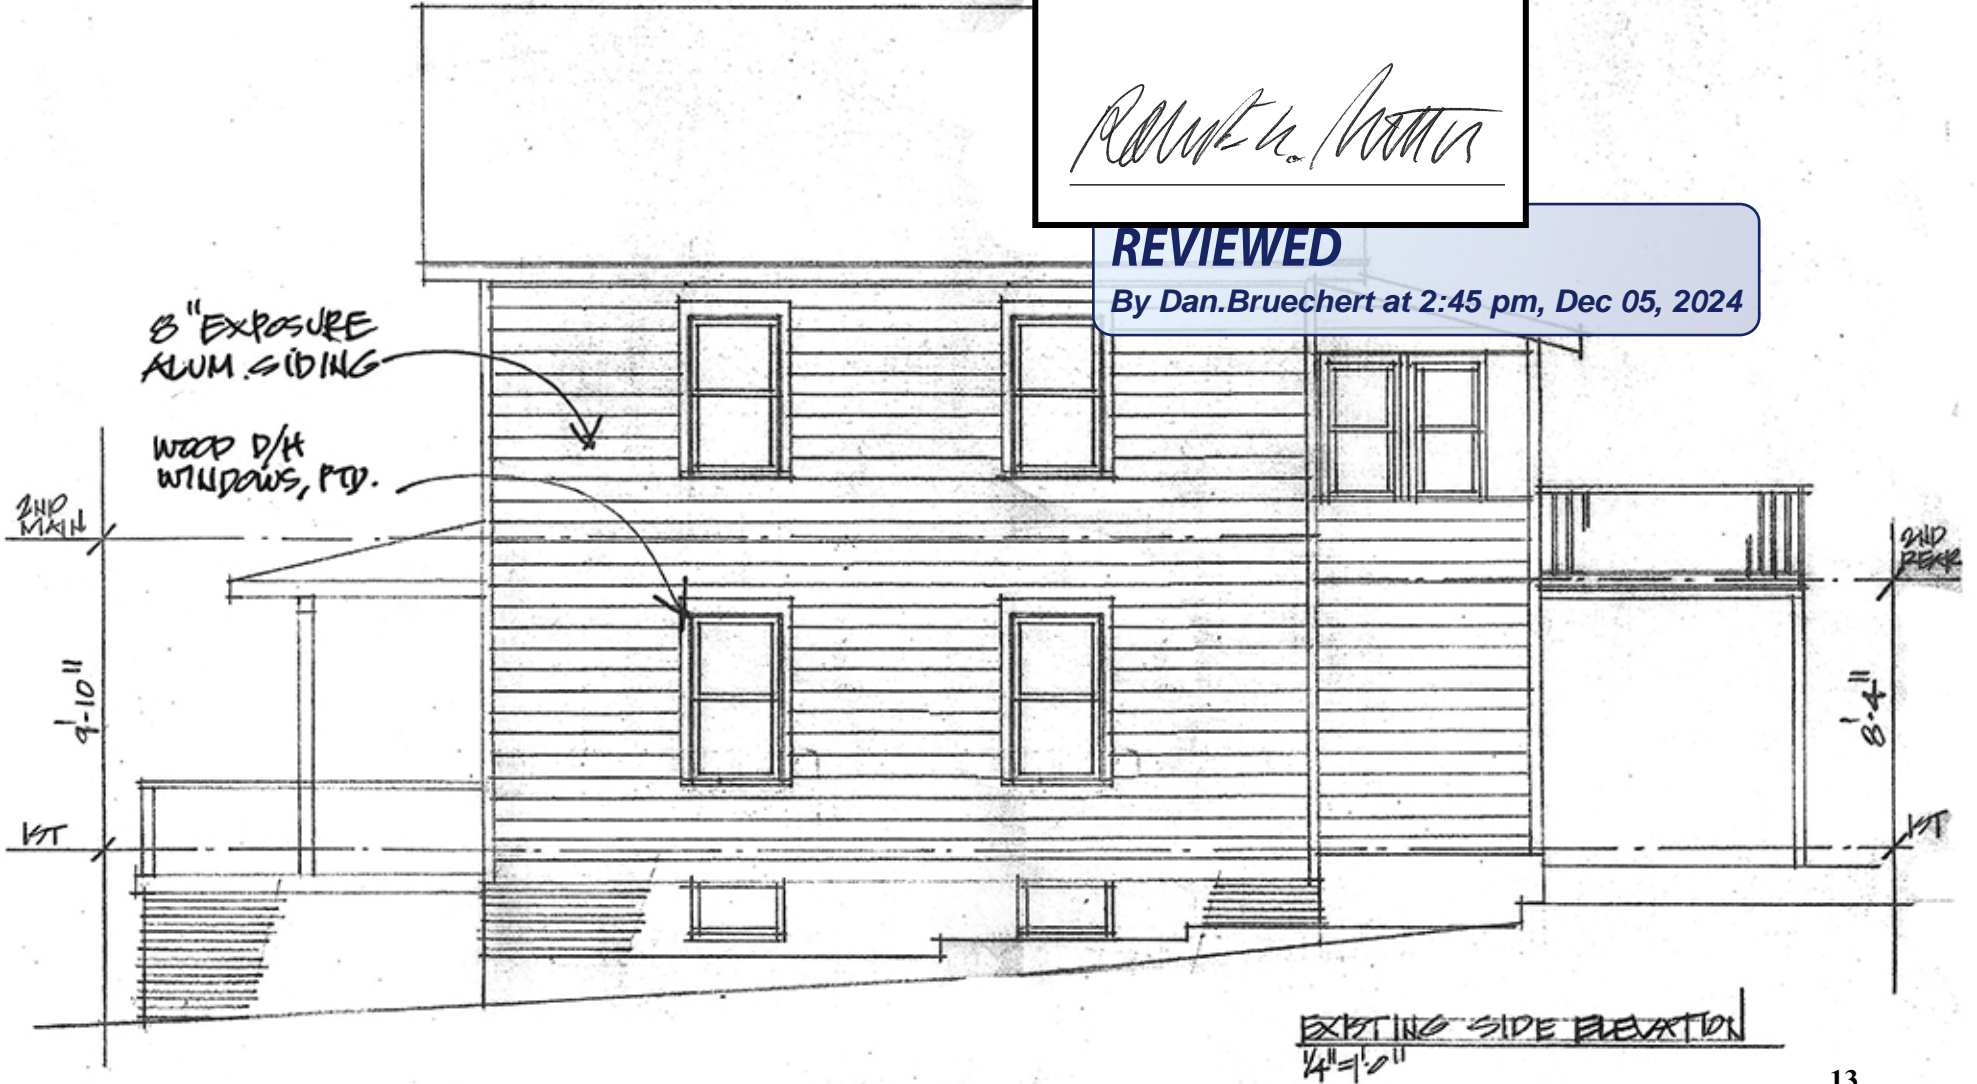 REVIEWED
By Dan.Bruechert at 2:45 pm, Dec 05, 2024
8" EXPOSURE
ALUM. SIDING
WOOD D/H
WINDOWS, PTD.
2ND
MAIN
2ND
REAR
9'-10"
8'-4"
1ST
1ST
EXISTING SIDE ELEVATION
1/4"=1'-0"
13